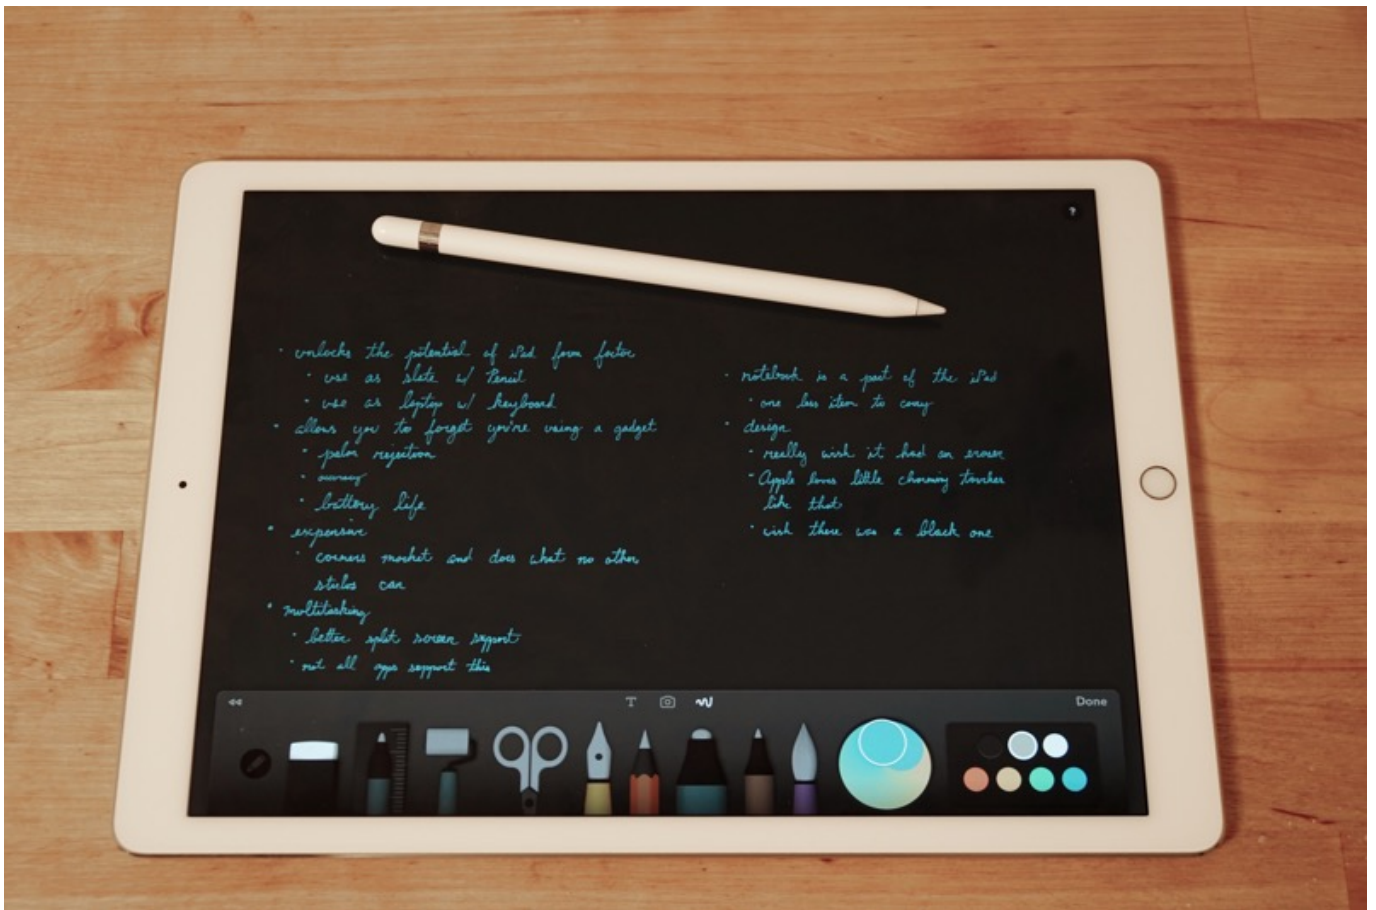 ?
• unlocks the potential of iPad form factor
• use as slate w/ Pencil
• use as laptop w/ keyboard
• allows you to forget you're using a gadget
• palm rejection
• accuracy
• battery life
• expensive
• corners market and does what no other
stielos can
• multitasking
• better split screen support
• not all apps support this
• notebook is a part of the iPad
• one less item to carry
• design
• really wish it had an eraser
• Apple loves little charming touches
like that
• wish there was a black one
T
Done